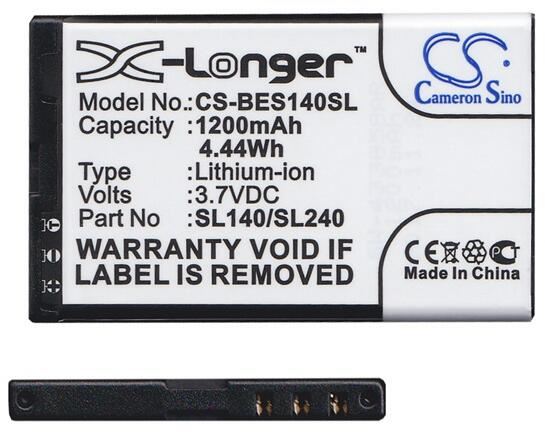 X-Longer™
Model No.: CS-BES140SL
Capacity: 1200mAh
4.44Wh
Type: Lithium-ion
Volts: 3.7VDC
Part No.: SL140/SL240
WARRANTY VOID IF
LABEL IS REMOVED
CS
Cameron Sino
CE
Made In China